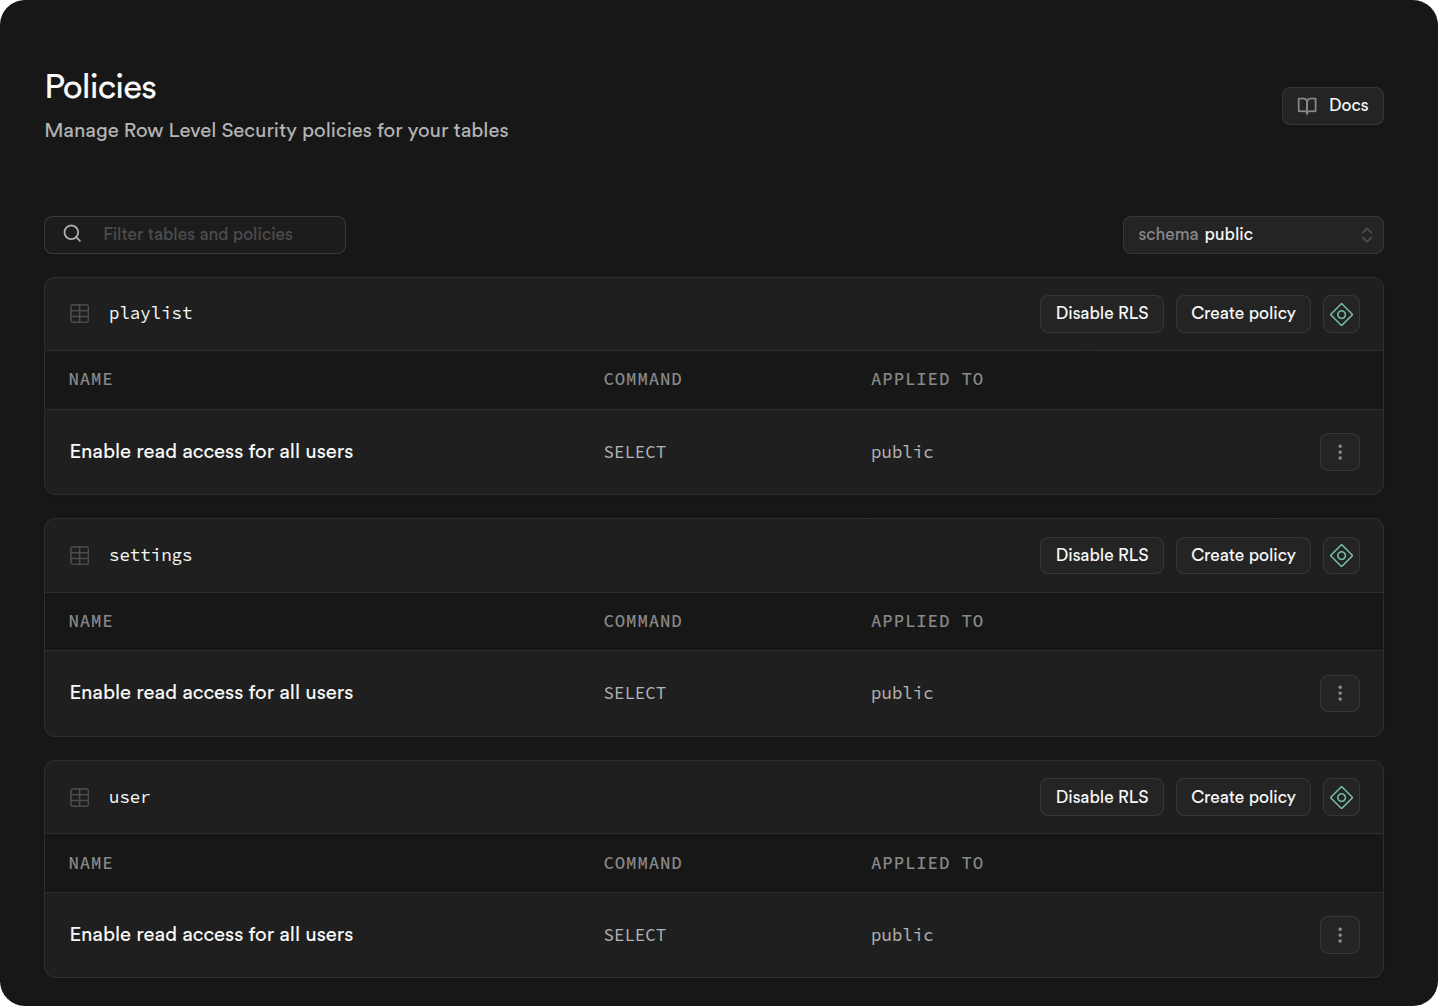 Policies
Manage Row Level Security policies for your tables
Docs
Filter tables and policies
schema public
playlist
Disable RLS
Create policy
NAME COMMAND APPLIED TO
Enable read access for all users SELECT public
settings
Disable RLS
Create policy
NAME COMMAND APPLIED TO
Enable read access for all users SELECT public
user
Disable RLS
Create policy
NAME COMMAND APPLIED TO
Enable read access for all users SELECT public